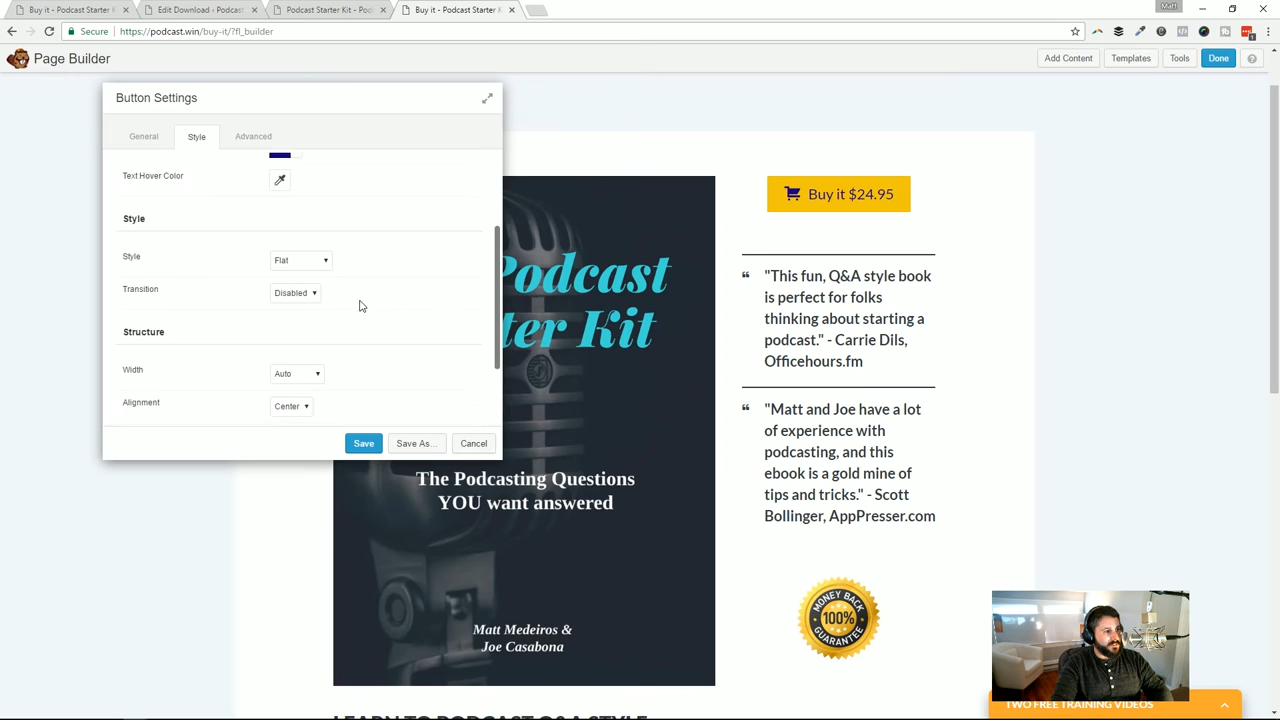 Buy it - Podcast Starter K
Edit Download ‹ Podcast
Podcast Starter Kit - Pod
Buy it - Podcast Starter K
Matt
Secure
https://podcast.win/buy-it/?fl_builder
Page Builder
Add Content
Templates
Tools
Done
Button Settings
General
Style
Advanced
Text Hover Color
Style
Style
Flat
Transition
Disabled
Structure
Width
Auto
Alignment
Center
Save
Save As...
Cancel
Podcast
ter Kit
The Podcasting Questions
YOU want answered
Matt Medeiros &
Joe Casabona
Buy it $24.95
"This fun, Q&A style book
is perfect for folks
thinking about starting a
podcast." - Carrie Dils,
Officehours.fm
"Matt and Joe have a lot
of experience with
podcasting, and this
ebook is a gold mine of
tips and tricks." - Scott
Bollinger, AppPresser.com
MONEY BACK
100%
GUARANTEE
LEARN TO PODCAST Q&A STYLE
TWO FREE TRAINING VIDEOS